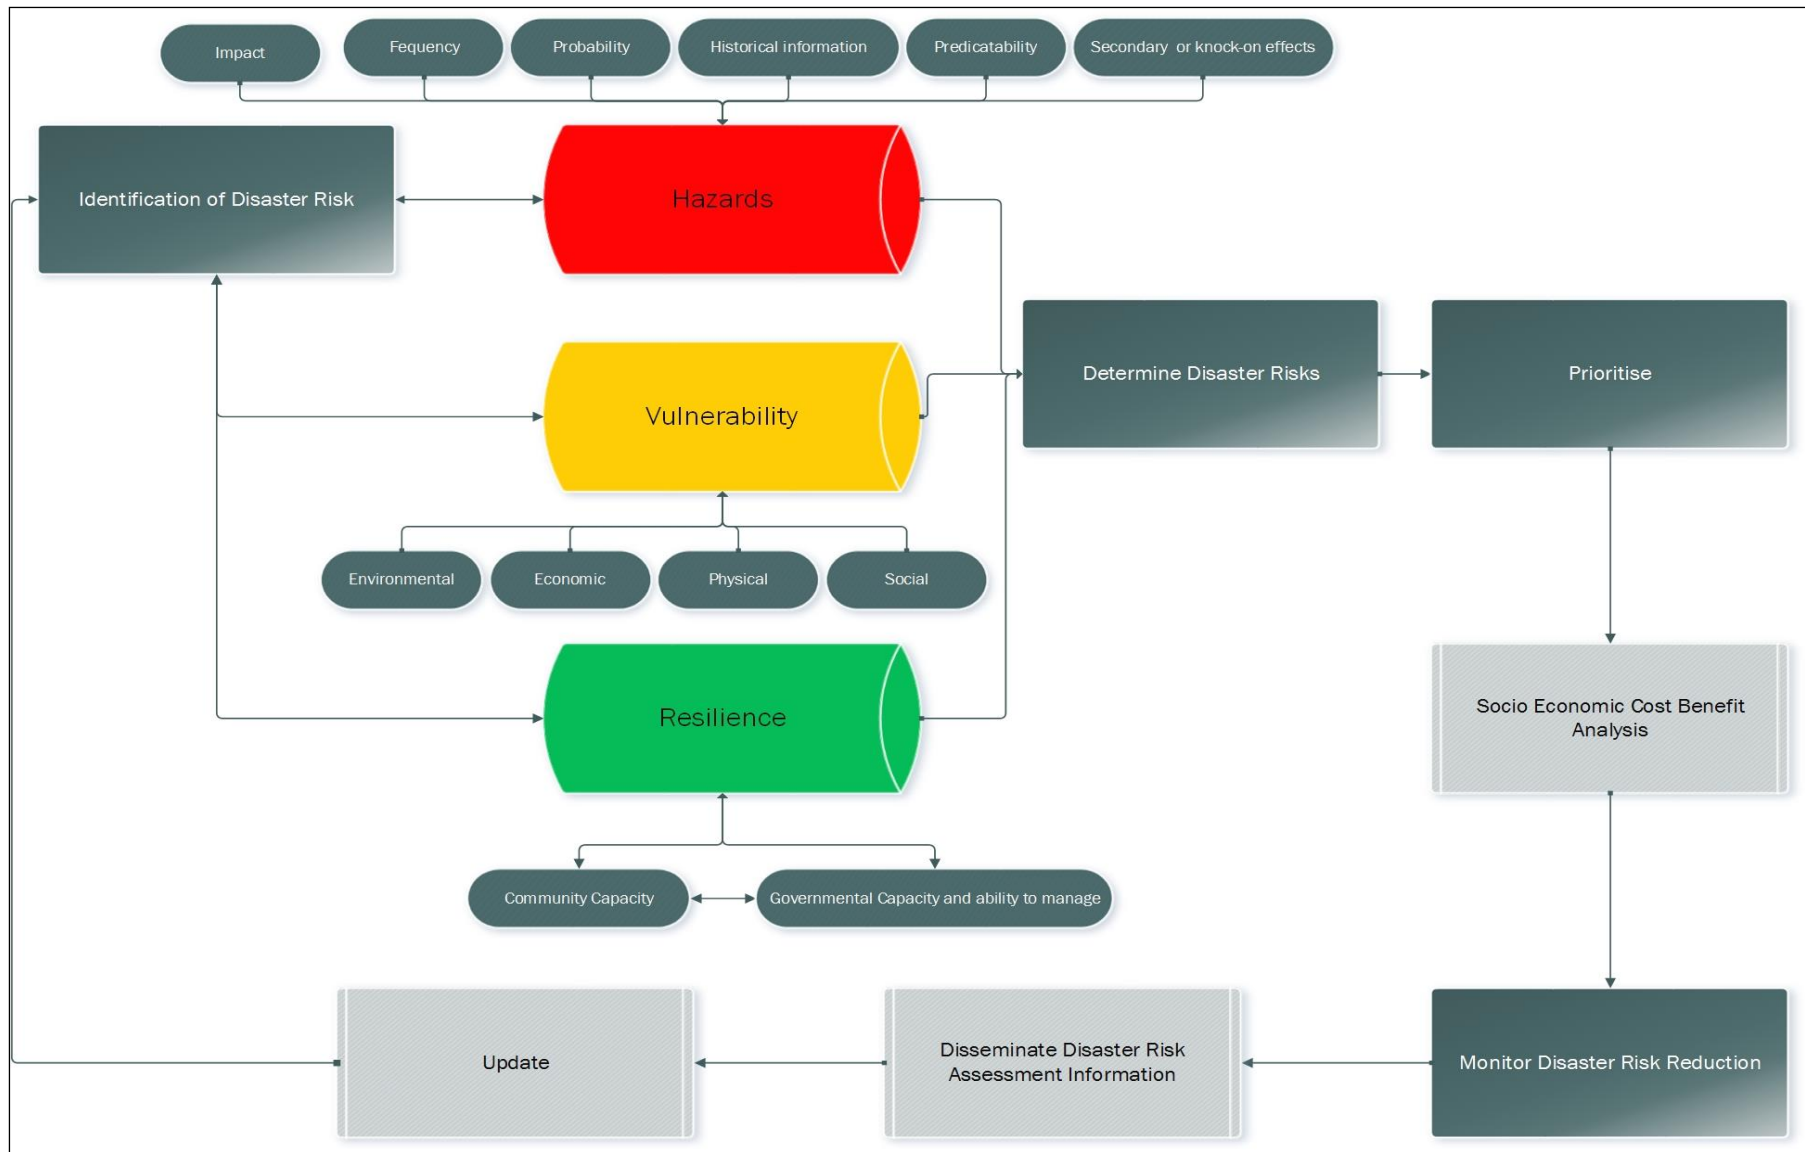 Impact
Fequency
Probability
Historical information
Predicatability
Secondary or knock-on effects
Identification of Disaster Risk
Hazards
Determine Disaster Risks
Prioritise
Vulnerability
Environmental
Economic
Physical
Social
Resilience
Socio Economic Cost Benefit
Analysis
Community Capacity
Governmental Capacity and ability to manage
Update
Disseminate Disaster Risk
Assessment Information
Monitor Disaster Risk Reduction